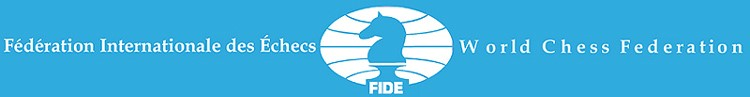 Fédération Internationale des Échecs
FIDE
World Chess Federation